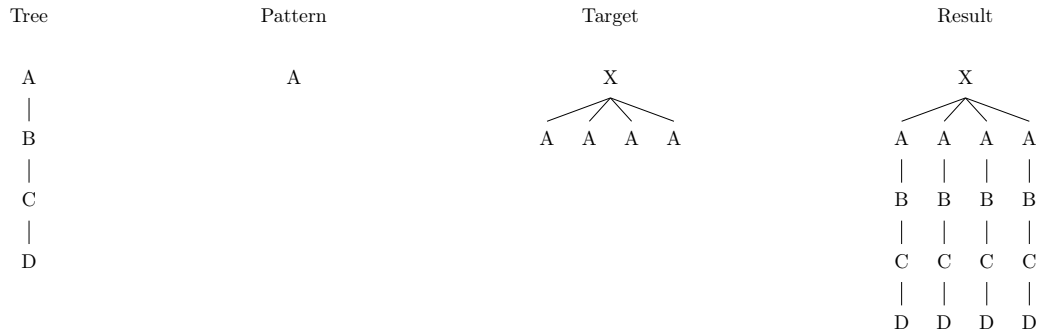 Tree Pattern Target Result
A A X X
B A A A A A A A A
C B B B B
D C C C C
D D D D